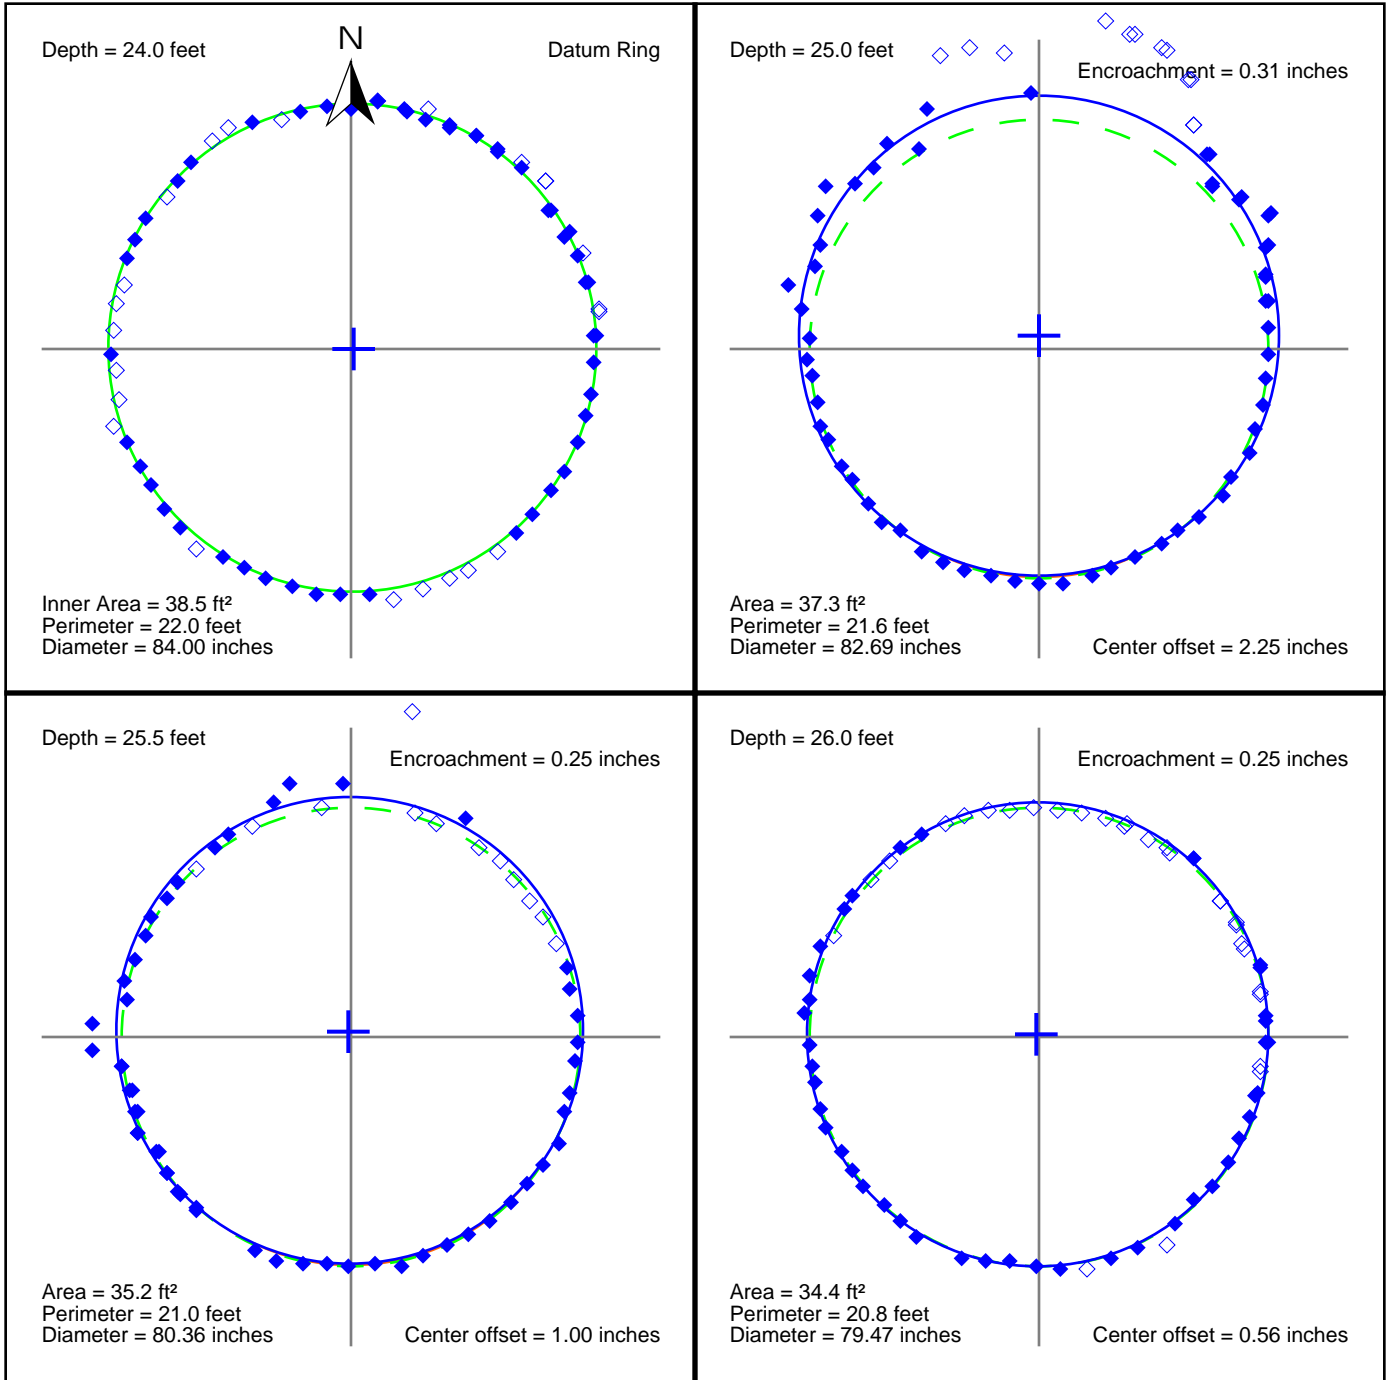 Depth = 24.0 feet
N
Datum Ring
Inner Area = 38.5 ft²
Perimeter = 22.0 feet
Diameter = 84.00 inches
Depth = 25.0 feet
Encroachment = 0.31 inches
Area = 37.3 ft²
Perimeter = 21.6 feet
Diameter = 82.69 inches
Center offset = 2.25 inches
Depth = 25.5 feet
Encroachment = 0.25 inches
Area = 35.2 ft²
Perimeter = 21.0 feet
Diameter = 80.36 inches
Center offset = 1.00 inches
Depth = 26.0 feet
Encroachment = 0.25 inches
Area = 34.4 ft²
Perimeter = 20.8 feet
Diameter = 79.47 inches
Center offset = 0.56 inches